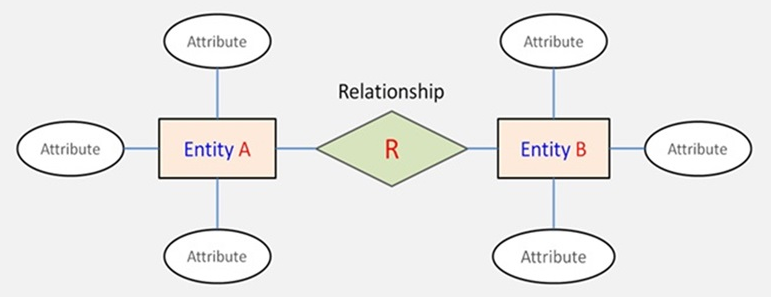 Attribute
Attribute
Relationship
Attribute
Entity A
R
Entity B
Attribute
Attribute
Attribute